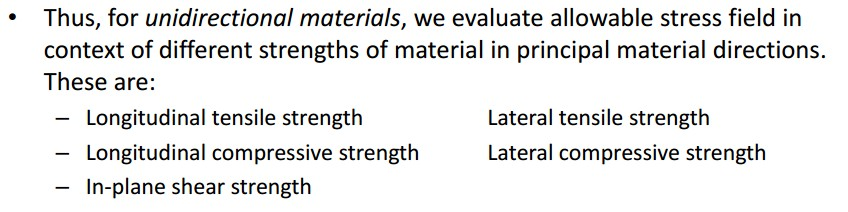 • Thus, for unidirectional materials, we evaluate allowable stress field in
context of different strengths of material in principal material directions.
These are:
– Longitudinal tensile strength Lateral tensile strength
– Longitudinal compressive strength Lateral compressive strength
– In-plane shear strength